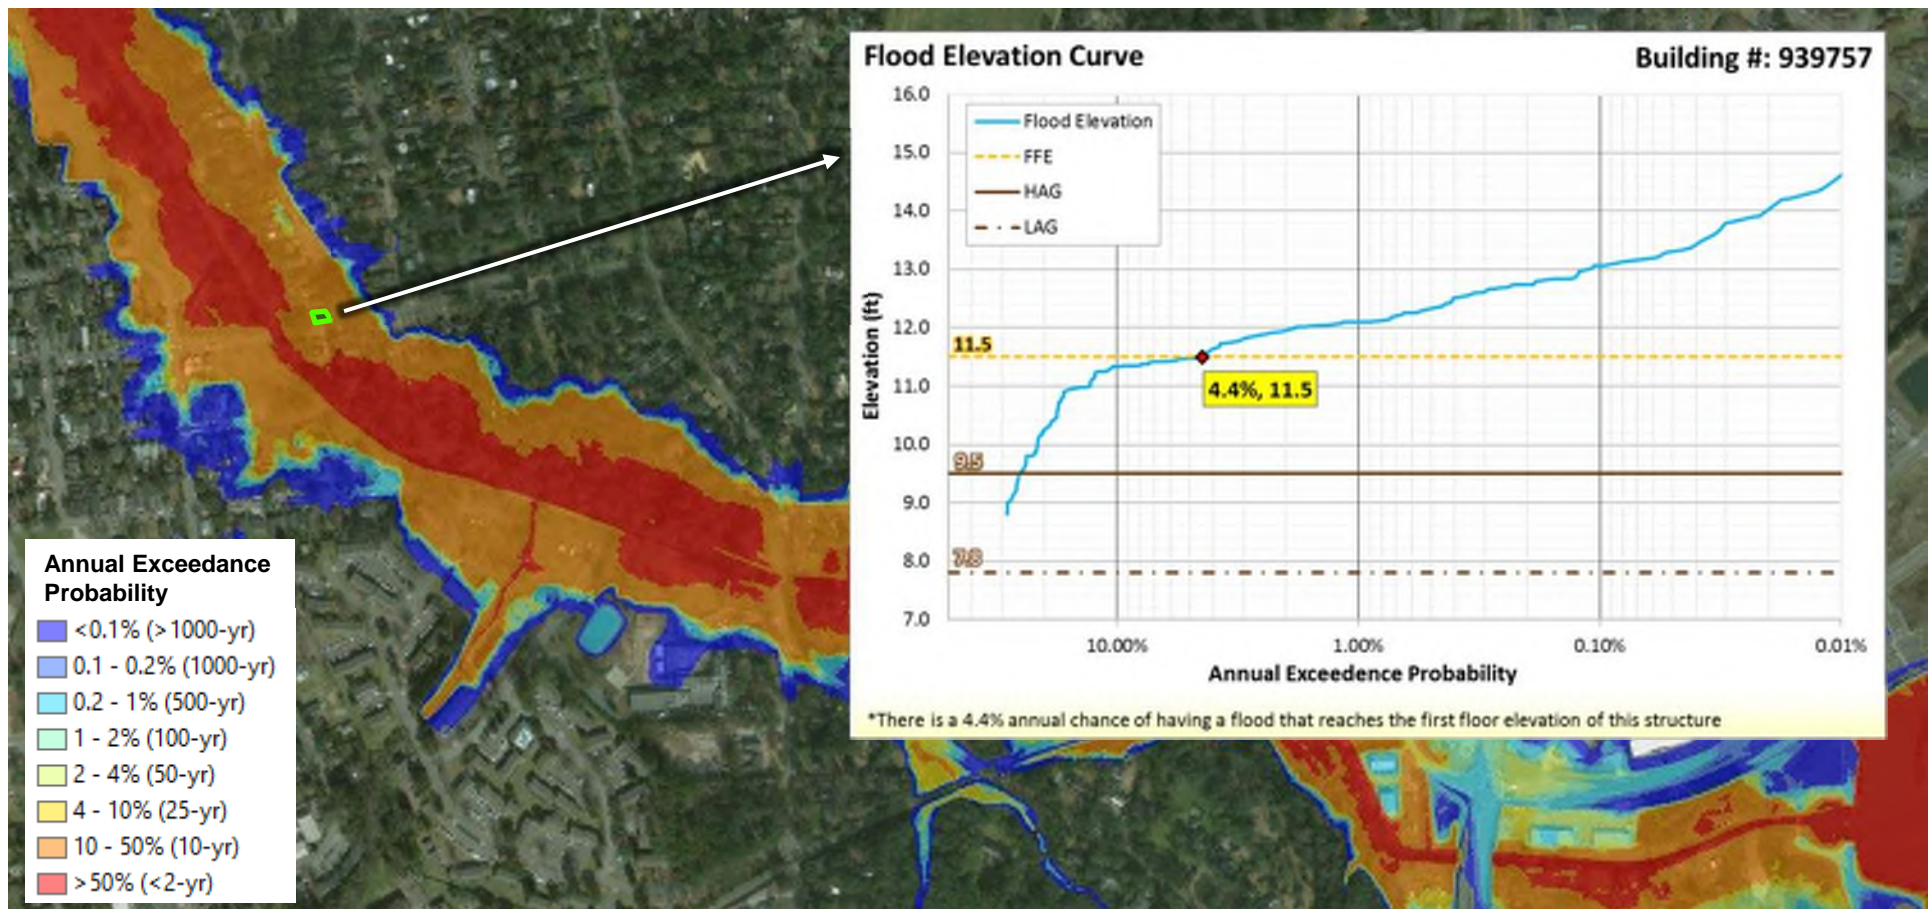 Flood Elevation Curve
Building #: 939757
16.0
15.0
14.0
13.0
12.0
11.0
10.0
9.0
8.0
7.0
Elevation (ft)
Flood Elevation
FFE
HAG
LAG
11.5
4.4%, 11.5
9.5
7.8
10.00%
1.00%
0.10%
0.01%
Annual Exceedence Probability
*There is a 4.4% annual chance of having a flood that reaches the first floor elevation of this structure
Annual Exceedance
Probability
<0.1% (>1000-yr)
0.1 - 0.2% (1000-yr)
0.2 - 1% (500-yr)
1 - 2% (100-yr)
2 - 4% (50-yr)
4 - 10% (25-yr)
10 - 50% (10-yr)
>50% (<2-yr)